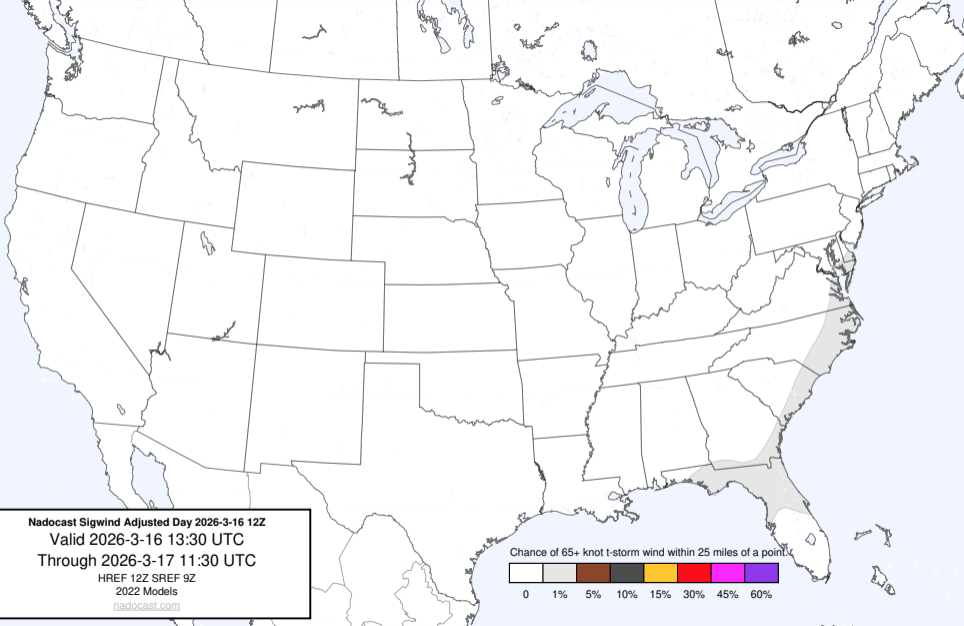 Nadocast Sigwind Adjusted Day 2026-3-16 12Z
Valid 2026-3-16 13:30 UTC
Through 2026-3-17 11:30 UTC
HREF 12Z SREF 9Z
2022 Models
nadocast.com
Chance of 65+ knot t-storm wind within 25 miles of a point.
0 1% 5% 10% 15% 30% 45% 60%